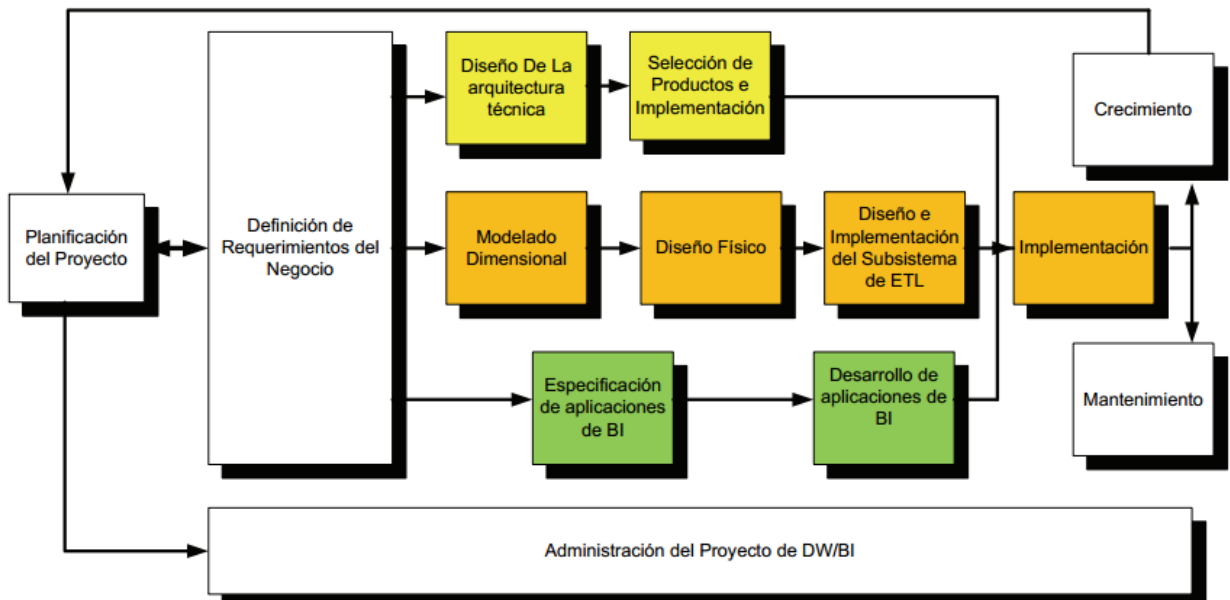 Diseño De La
arquitectura
técnica
Selección de
Productos e
Implementación
Crecimiento
Planificación
del Proyecto
Definición de
Requerimientos del
Negocio
Modelado
Dimensional
Diseño Físico
Diseño e
Implementación
del Subsistema
de ETL
Implementación
Especificación
de aplicaciones
de BI
Desarrollo de
aplicaciones de
BI
Mantenimiento
Administración del Proyecto de DW/BI